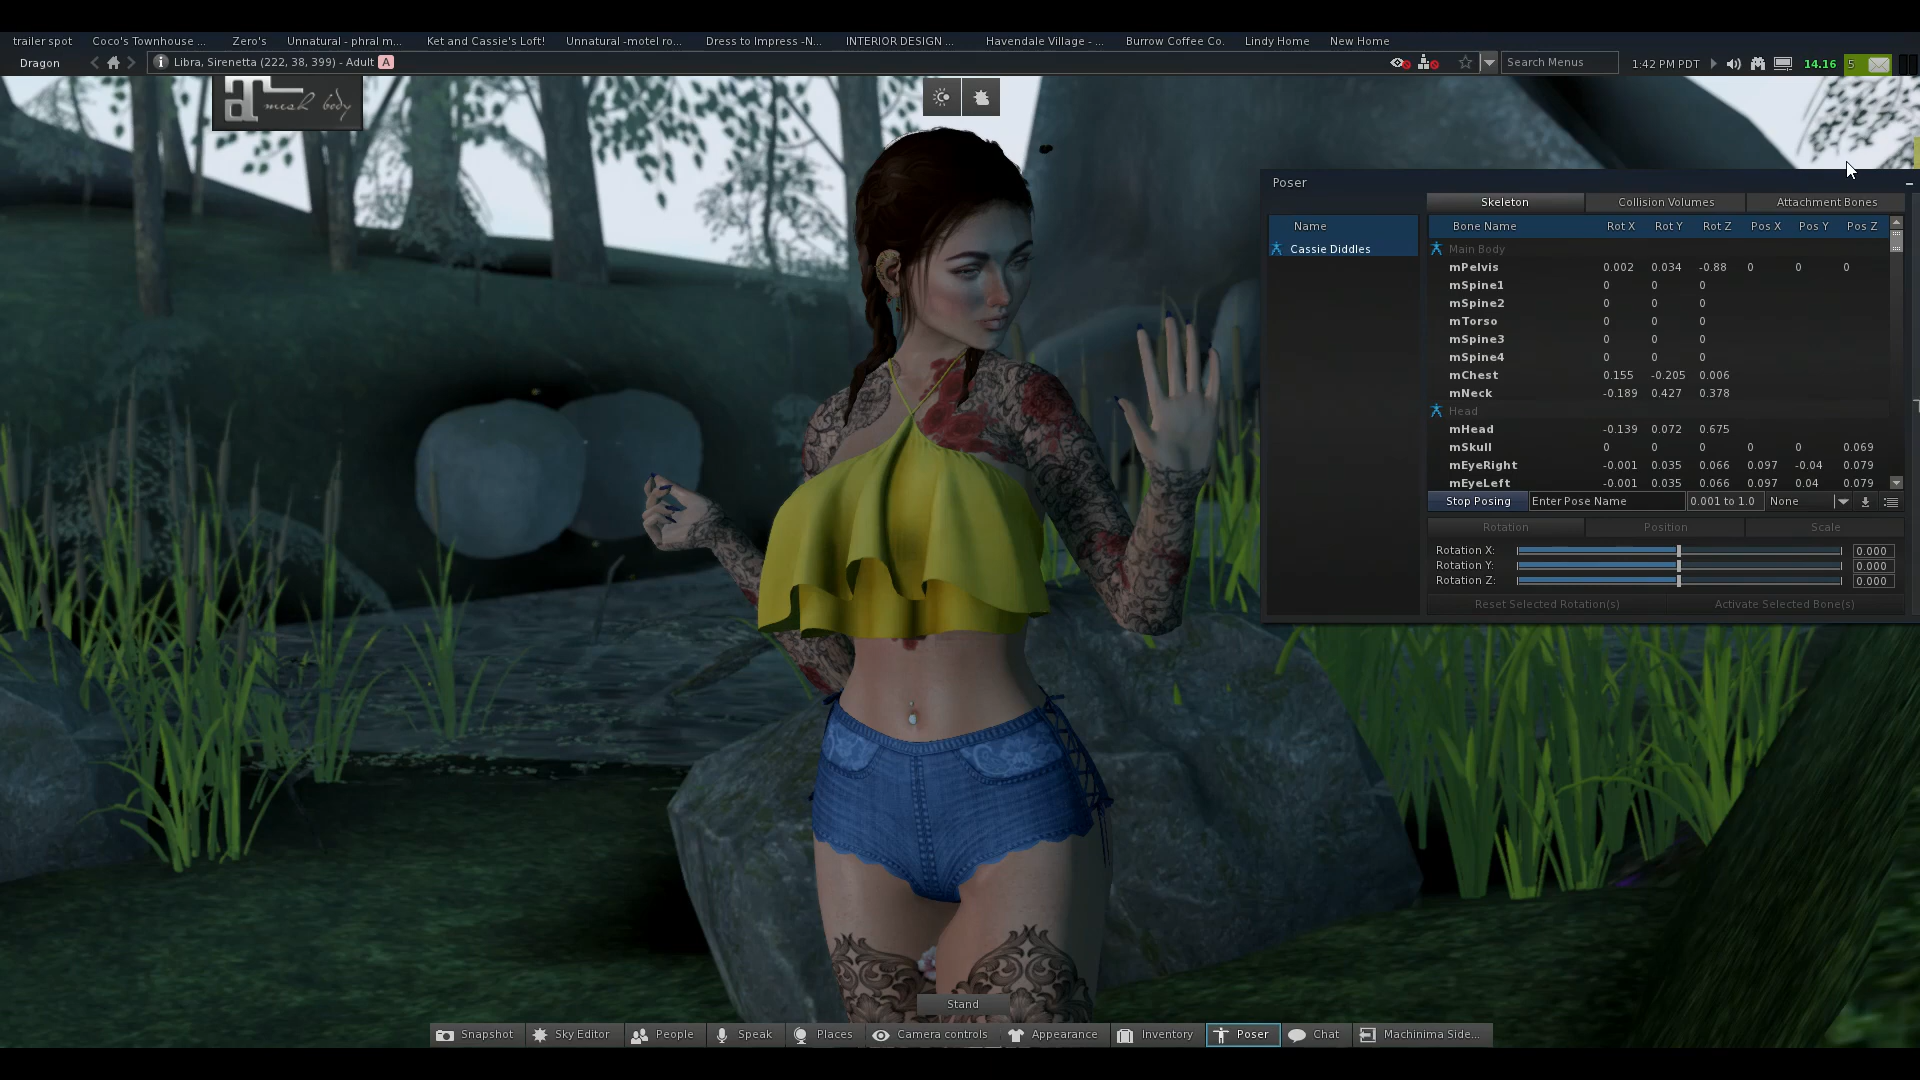 trailer spot Coco's Townhouse ... Zero's Unnatural - phral m... Ket and Cassie's Loft! Unnatural -motel ro... Dress to Impress -N... INTERIOR DESIGN ... Havendale Village - ... Burrow Coffee Co. Lindy Home New Home
Dragon Libra, Sirenetta (222, 38, 399) - Adult A Search Menus 1:42 PM PDT 14.16 5
mesh body
Poser
Skeleton Collision Volumes Attachment Bones
Name Bone Name Rot X Rot Y Rot Z Pos X Pos Y Pos Z
Cassie Diddles Main Body
mPelvis 0.002 0.034 -0.88 0 0 0
mSpine1 0 0 0
mSpine2 0 0 0
mTorso 0 0 0
mSpine3 0 0 0
mSpine4 0 0 0
mChest 0.155 -0.205 0.006
mNeck -0.189 0.427 0.378
Head
mHead -0.139 0.072 0.675
mSkull 0 0 0 0 0 0.069
mEyeRight -0.001 0.035 0.066 0.097 -0.04 0.079
mEyeLeft -0.001 0.035 0.066 0.097 0.04 0.079
Stop Posing Enter Pose Name 0.001 to 1.0 None
Rotation Position Scale
Rotation X: 0.000
Rotation Y: 0.000
Rotation Z: 0.000
Reset Selected Rotation(s) Activate Selected Bone(s)
Stand
Snapshot Sky Editor People Speak Places Camera controls Appearance Inventory Poser Chat Machinima Side...